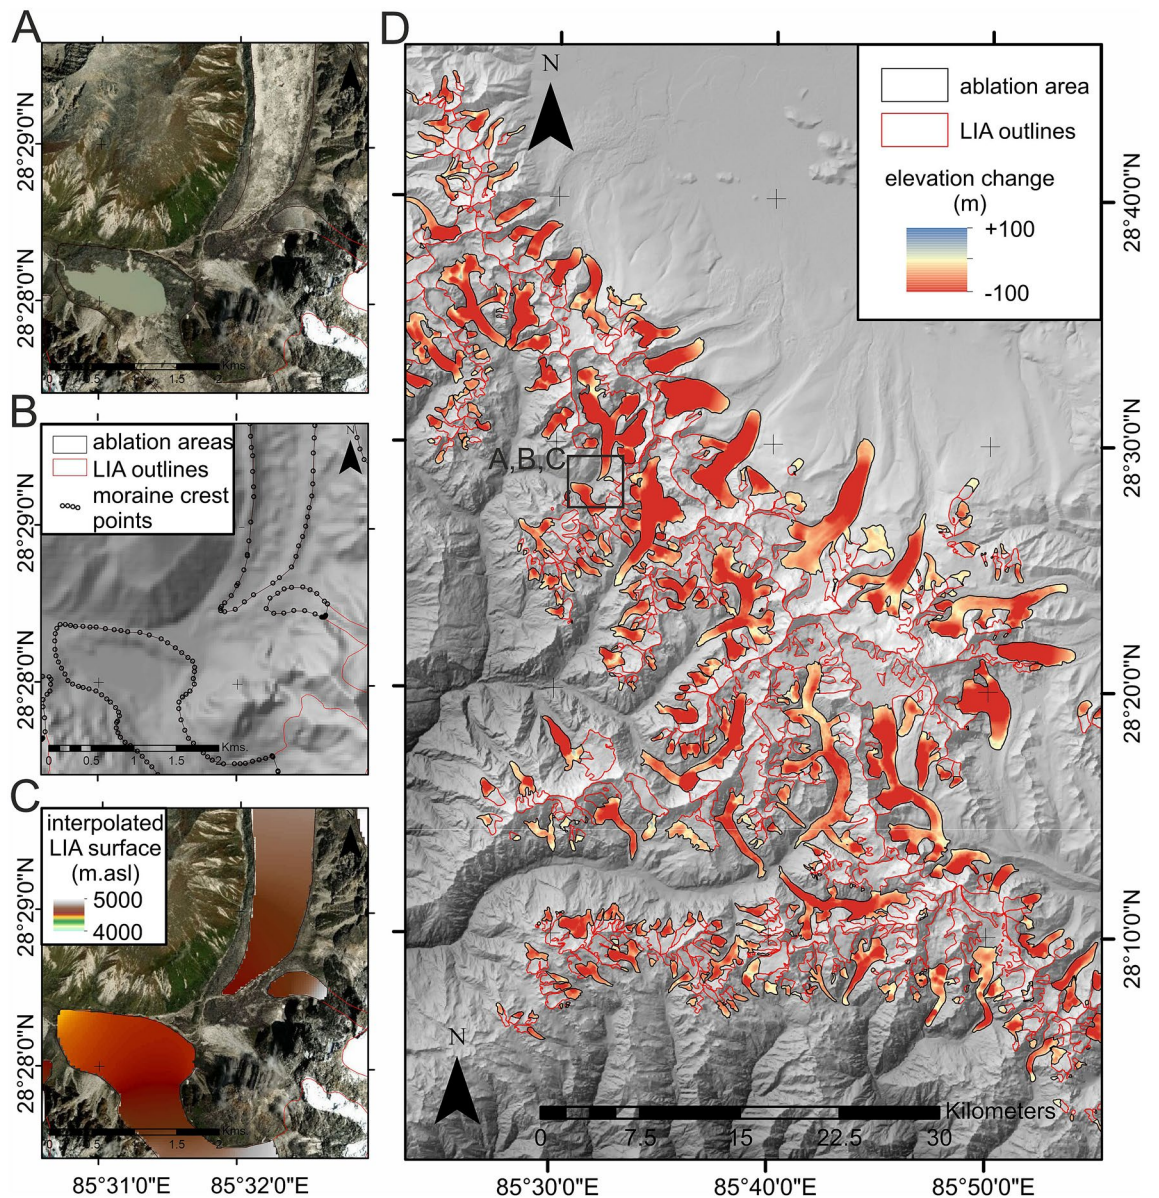 A
N
28°29'0"N
28°28'0"N
0 0.5 1.5 2 Kms.
B
ablation areas
LIA outlines
moraine crest
points
N
28°29'0"N
28°28'0"N
0 0.5 1 1.5 2 Kms.
C
interpolated
LIA surface
(m.asl)
5000
4000
28°29'0"N
28°28'0"N
0 1.5 2 Kms.
85°31'0"E 85°32'0"E
D
N
ablation area
LIA outlines
elevation change
(m)
+100
-100
A,B,C
28°40'0"N
28°30'0"N
28°20'0"N
28°10'0"N
N
Kilometers
0 7.5 15 22.5 30
85°30'0"E 85°40'0"E 85°50'0"E